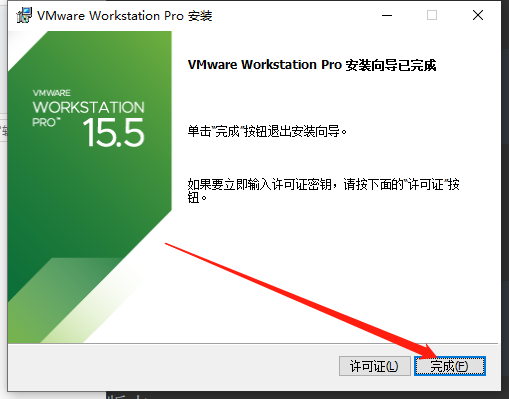 VMware Workstation Pro 安装
VMware Workstation Pro 安装向导已完成
VMWARE
WORKSTATION
PRO™
15.5
单击"完成"按钮退出安装向导。
如果要立即输入许可证密钥，请按下面的"许可证"按
钮。
许可证(L)
完成(F)